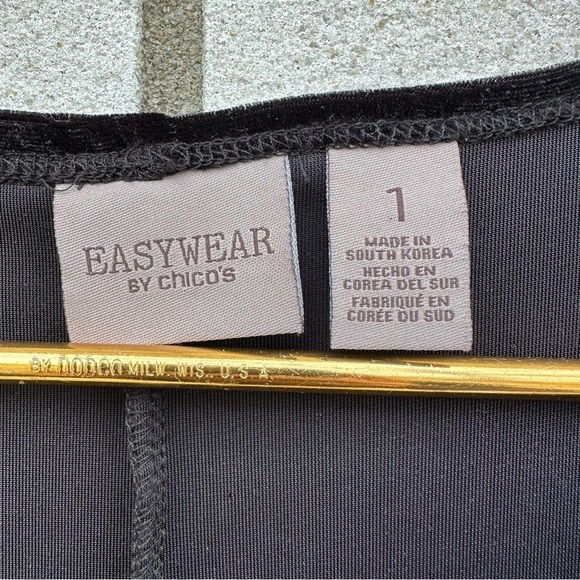 EASYWEAR
BY chico's
1
MADE IN
SOUTH KOREA
HECHO EN
COREA DEL SUR
FABRIQUÉ EN
CORÉE DU SUD
BY DODCO MILW. WIS., U.S.A.